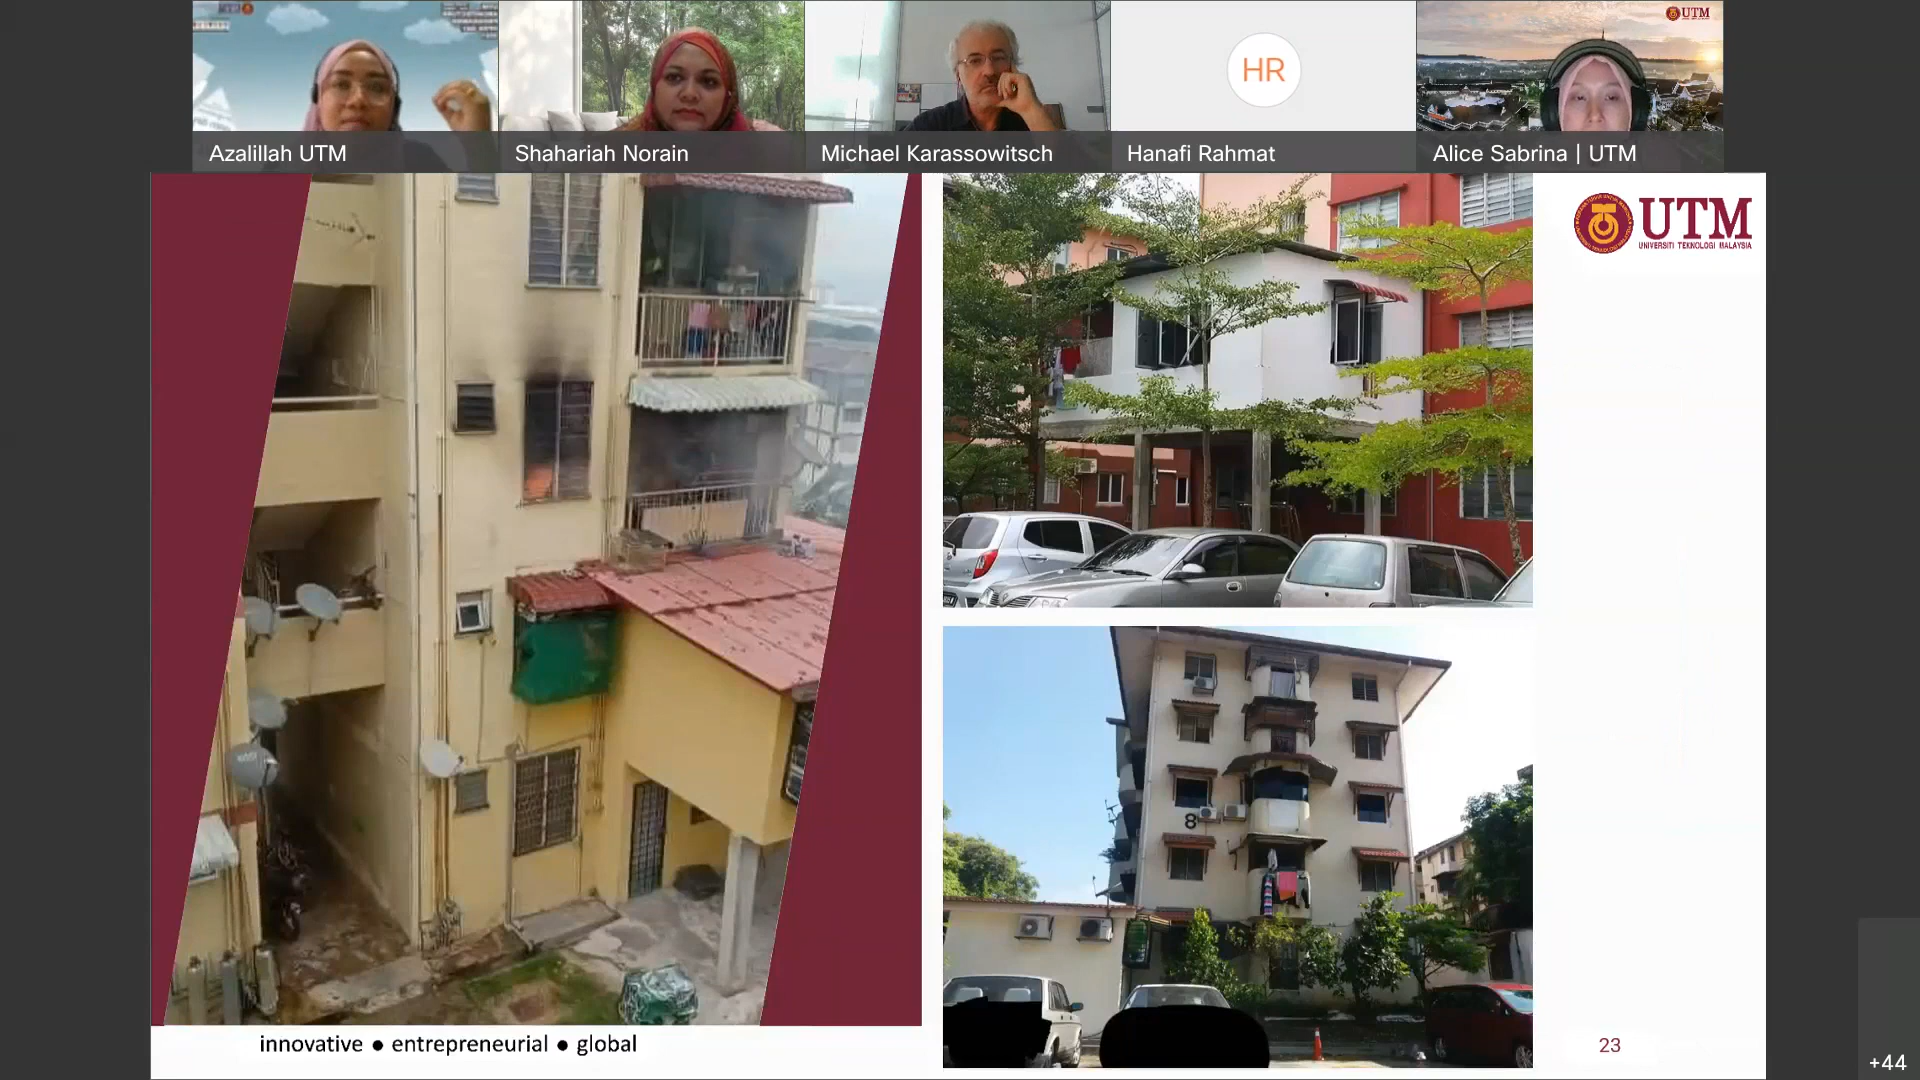 UTM
Azalillah UTM
Shahariah Norain
Michael Karassowitsch
HR
Hanafi Rahmat
Alice Sabrina | UTM
UTM
UNIVERSITI TEKNOLOGI MALAYSIA
8
innovative ● entrepreneurial ● global
23
+44